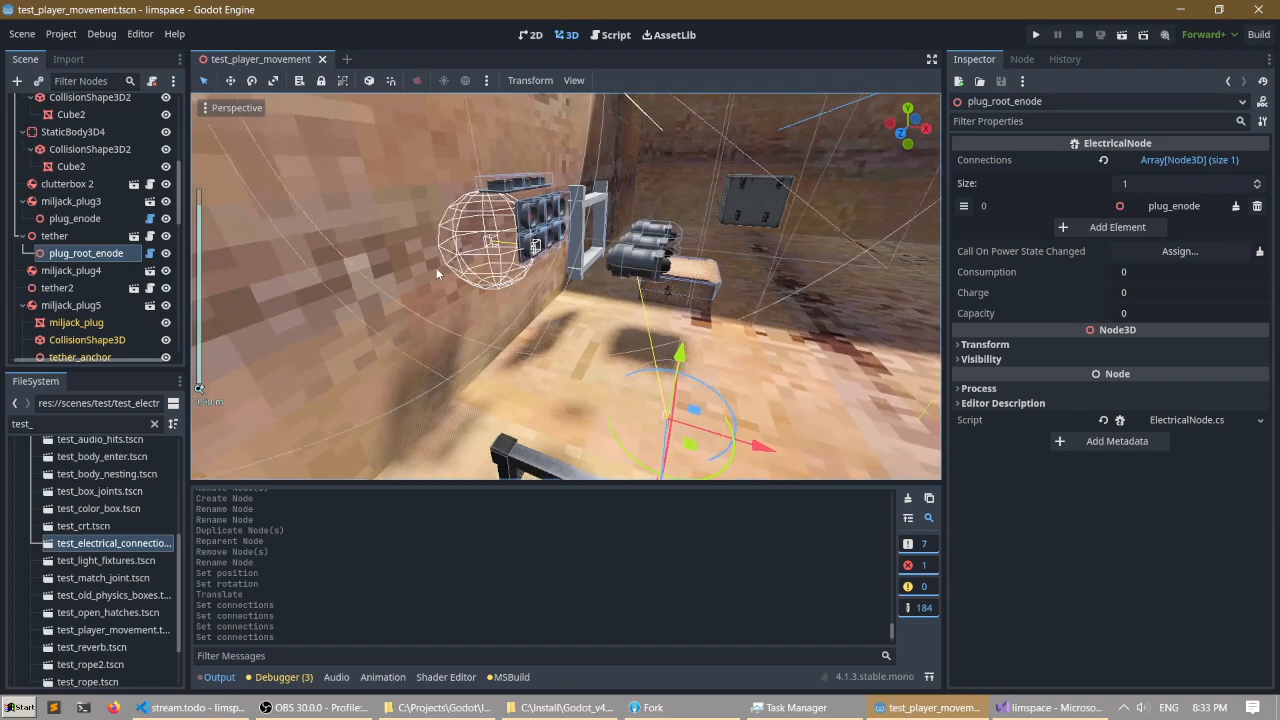 test_player_movement.tscn - limspace - Godot Engine
Scene Project Debug Editor Help
2D 3D Script AssetLib
Forward+ Build
Scene Import
Filter Nodes
CollisionShape3D2
Cube2
StaticBody3D4
CollisionShape3D2
Cube2
clutterbox 2
miljack_plug3
plug_enode
tether
plug_root_enode
miljack_plug4
tether2
miljack_plug5
miljack_plug
CollisionShape3D
tether_anchor
FileSystem
res://scenes/test/test_electr
test_
test_audio_hits.tscn
test_body_enter.tscn
test_body_nesting.tscn
test_box_joints.tscn
test_color_box.tscn
test_crt.tscn
test_electrical_connectio...
test_light_fixtures.tscn
test_match_joint.tscn
test_old_physics_boxes.t...
test_open_hatches.tscn
test_player_movement.t...
test_reverb.tscn
test_rope2.tscn
test_rope.tscn
test_player_movement
Transform View
Perspective
Y
X
Z
Create Node
Rename Node
Rename Node
Duplicate Node(s)
Reparent Node
Remove Node(s)
Rename Node
Set position
Set rotation
Translate
Set connections
Set connections
Set connections
Set connections
7
1
0
184
Filter Messages
Output Debugger (3) Audio Animation Shader Editor MSBuild
4.1.3.stable.mono
Inspector Node History
plug_root_enode
Filter Properties
ElectricalNode
Connections Array[Node3D] (size 1)
Size: 1
0 plug_enode
Add Element
Call On Power State Changed Assign...
Consumption 0
Charge 0
Capacity 0
Node3D
Transform
Visibility
Node
Process
Editor Description
Script ElectricalNode.cs
Add Metadata
Start stream.todo - limsp... OBS 30.0.0 - Profile:... C:\Projects\Godot\l... C:\Install\Godot_v4.... Fork Task Manager test_player_movem... limspace - Microso... ENG 8:33 PM